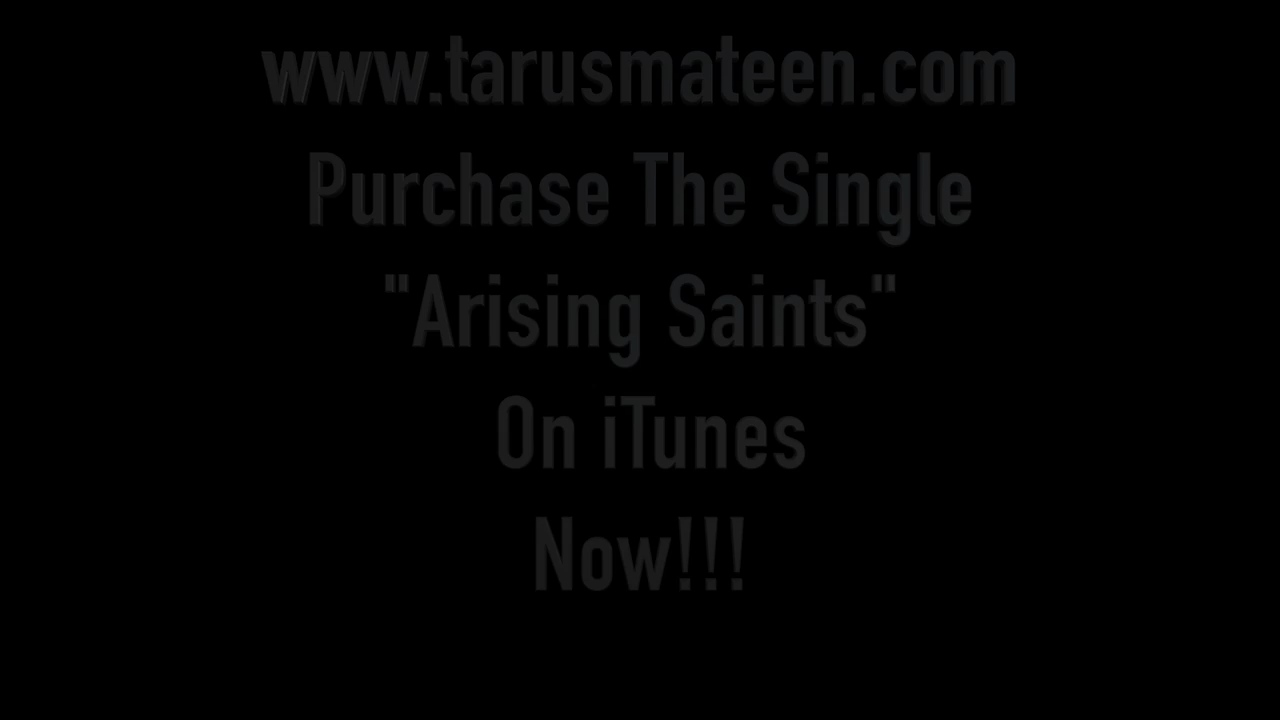 www.tarusmateen.com
Purchase The Single
"Arising Saints"
On iTunes
Now!!!